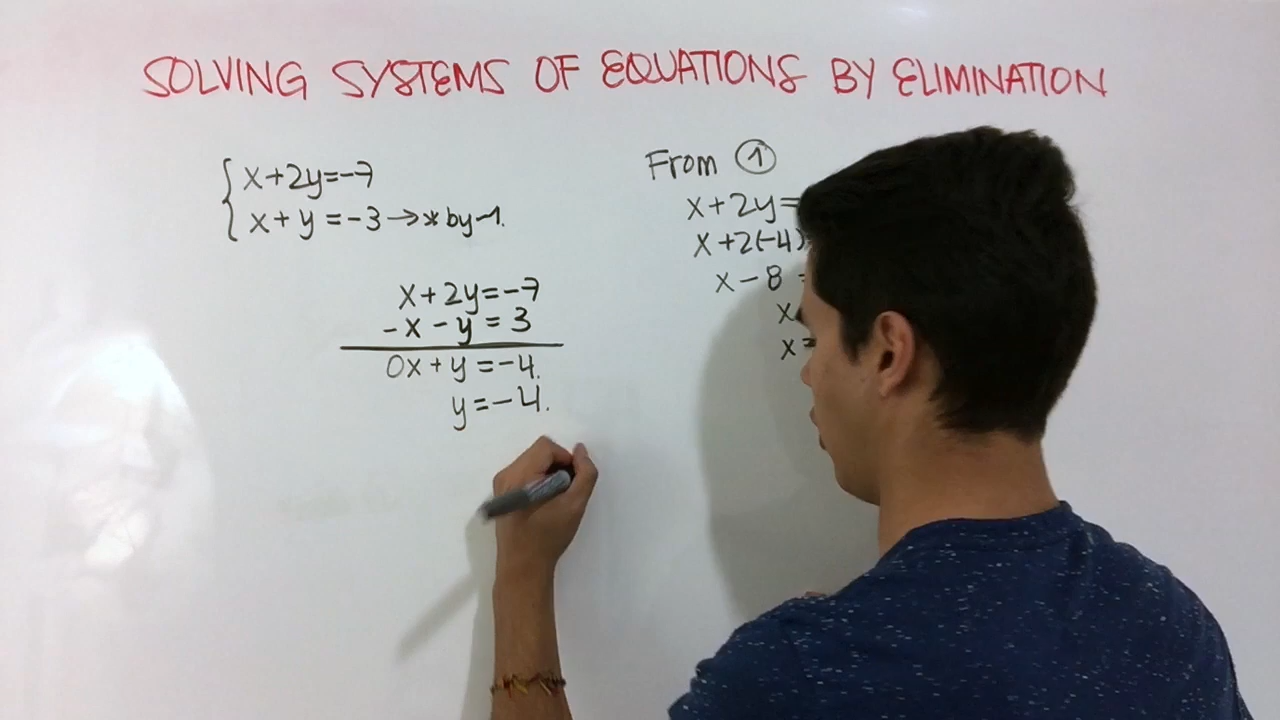 SOLVING SYSTEMS OF EQUATIONS BY ELIMINATION
x+2y=-7
x+y=-3→* by-1.
x+2y=-7
-x-y=3
0x+y=-4.
y=-4.
From ①
x+2y=
x+2(-4)
x-8
x
x=